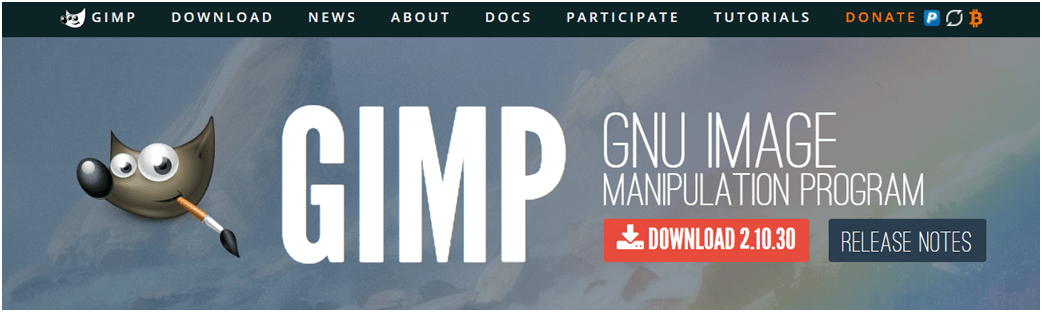 GIMP DOWNLOAD NEWS ABOUT DOCS PARTICIPATE TUTORIALS DONATE
GIMP
GNU IMAGE
MANIPULATION PROGRAM
DOWNLOAD 2.10.30 RELEASE NOTES